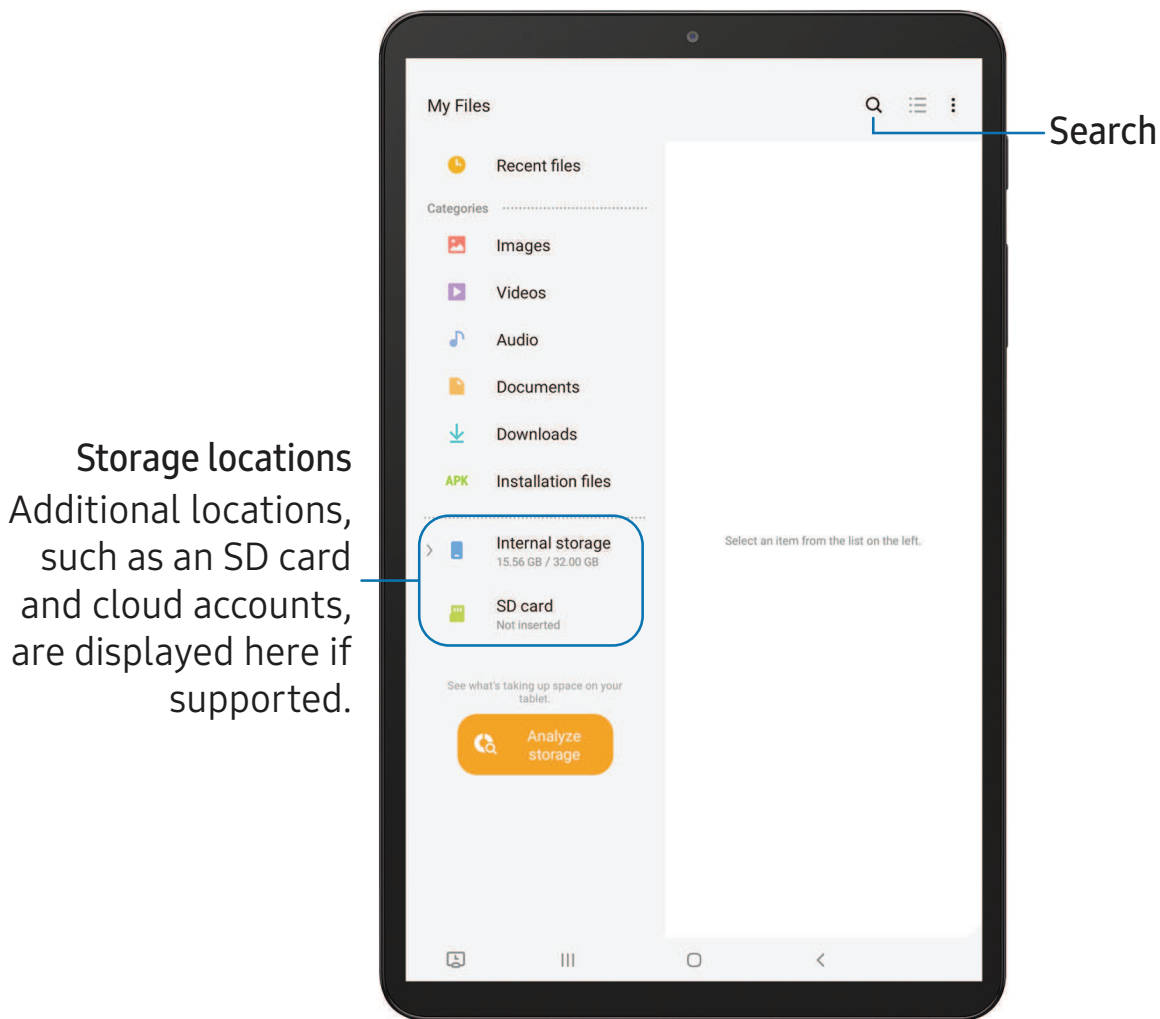 My Files
Search
Recent files
Categories
Images
Videos
Audio
Documents
Downloads
APK Installation files
Storage locations
Additional locations,
such as an SD card
and cloud accounts,
are displayed here if
supported.
Internal storage
15.56 GB / 32.00 GB
SD card
Not inserted
Select an item from the list on the left.
See what's taking up space on your
tablet.
Analyze
storage